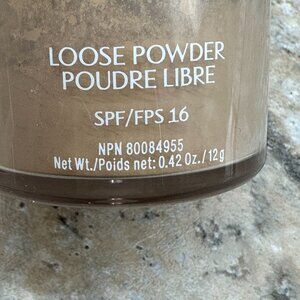 LOOSE POWDER
POUDRE LIBRE
SPF/FPS 16
NPN 80084955
Net Wt./Poids net: 0.42 Oz./12g